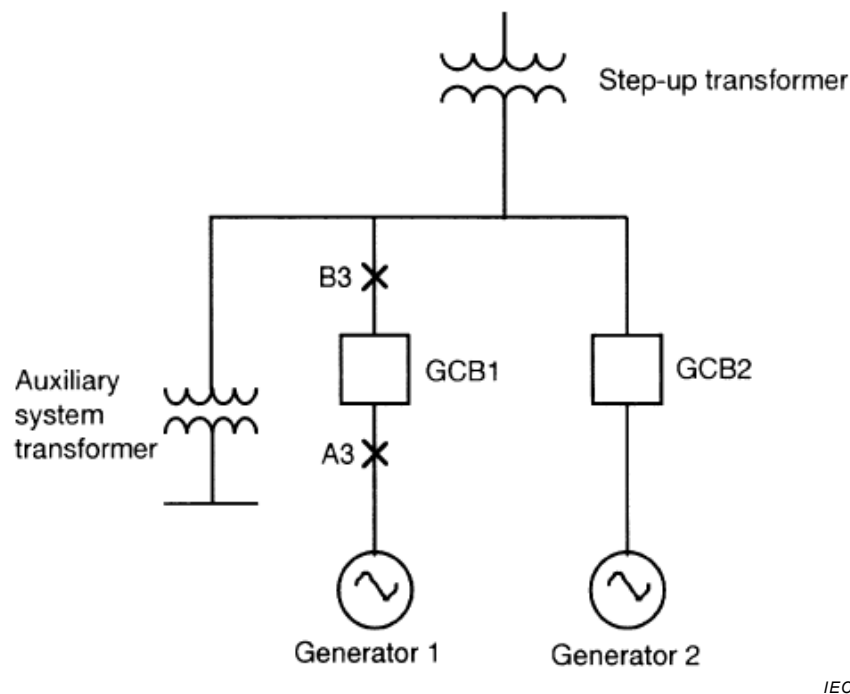 Step-up transformer
B3
GCB1
GCB2
Auxiliary
system
transformer
A3
Generator 1
Generator 2
IEC